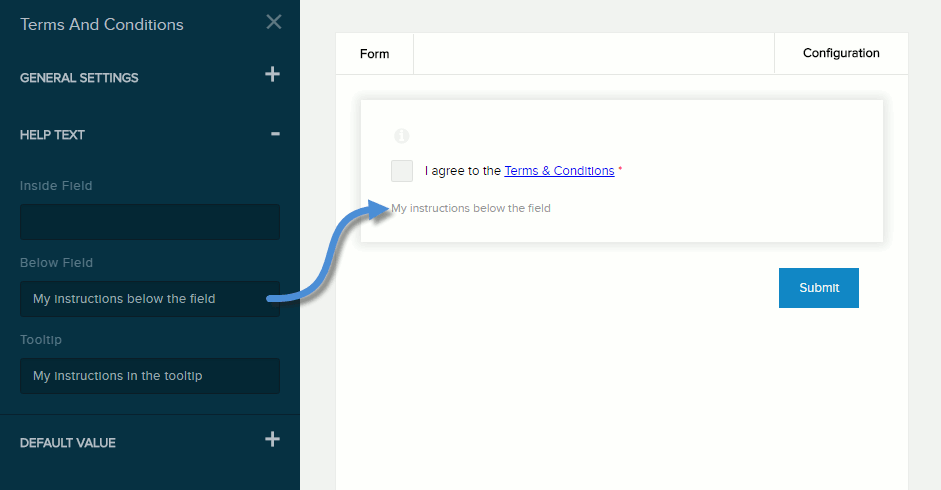 Terms And Conditions
GENERAL SETTINGS
HELP TEXT
Inside Field
Below Field
My instructions below the field
Tooltip
My instructions in the tooltip
DEFAULT VALUE
Form
Configuration
I agree to the Terms & Conditions *
My instructions below the field
Submit